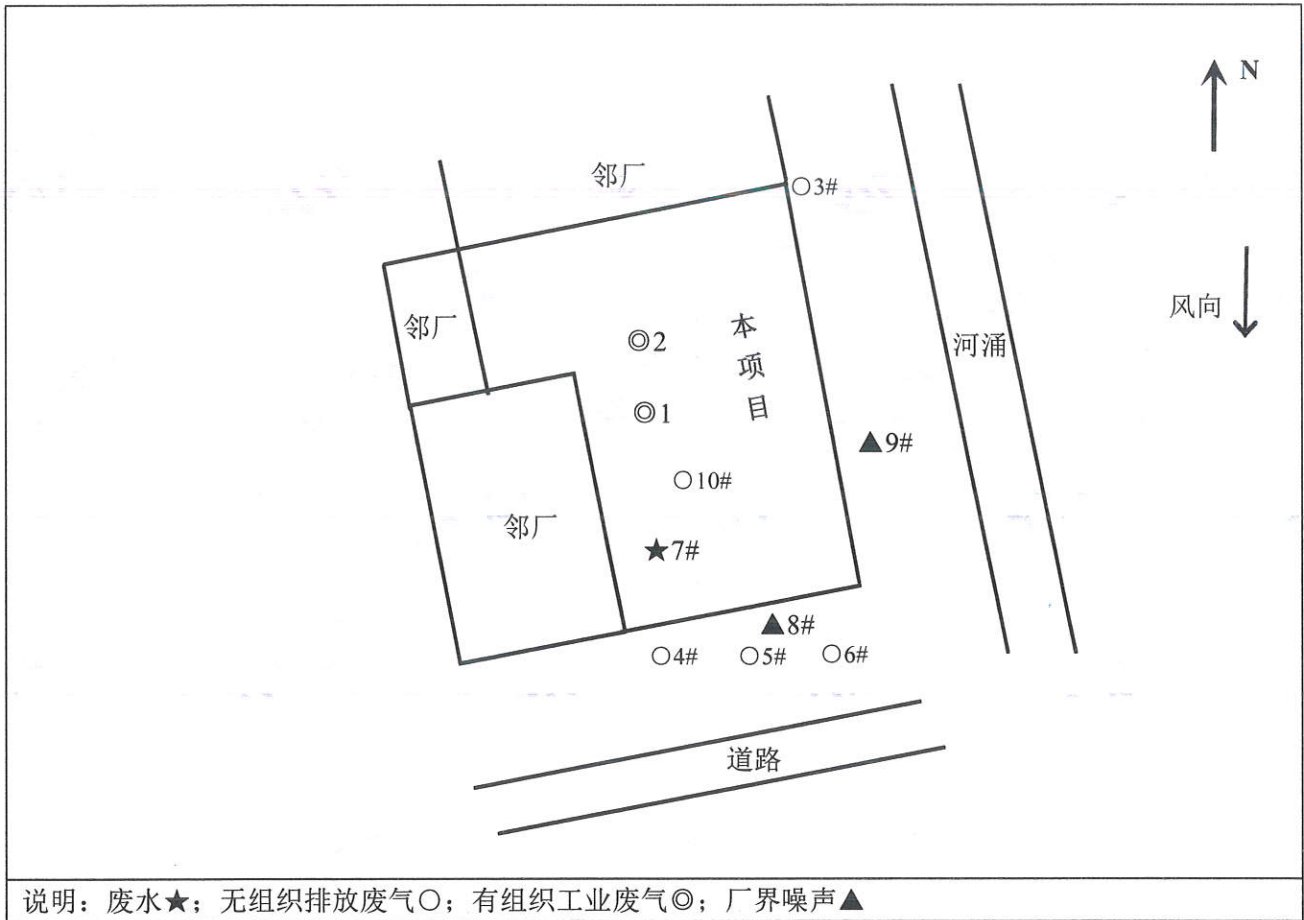 N
邻厂
○3#
风向
邻厂
◎2
本项目
河涌
◎1
▲9#
○10#
邻厂
★7#
▲8#
○4#
○5#
○6#
道路
说明：废水★；无组织排放废气○；有组织工业废气◎；厂界噪声▲